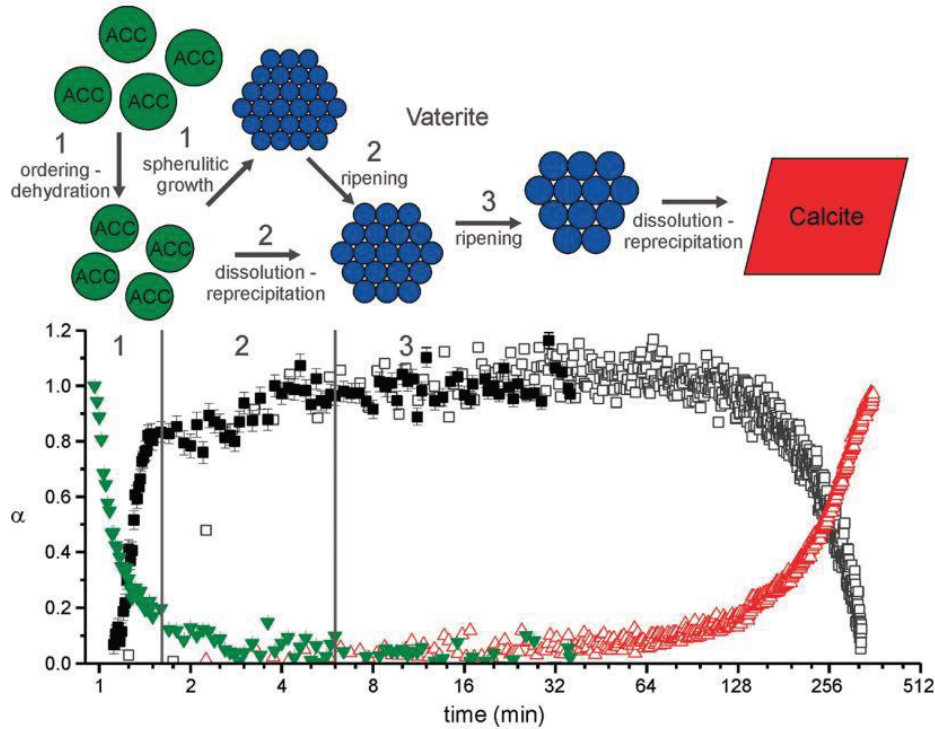 ACC
ACC
ACC
ACC
1
ordering -
dehydration
1
spherulitic
growth
Vaterite
2
ripening
ACC
ACC
ACC
ACC
2
dissolution -
reprecipitation
3
ripening
dissolution -
reprecipitation
Calcite
1.2
1.0
0.8
0.6
0.4
0.2
0.0
α
1
2
3
1
2
4
8
16
32
64
128
256
512
time (min)